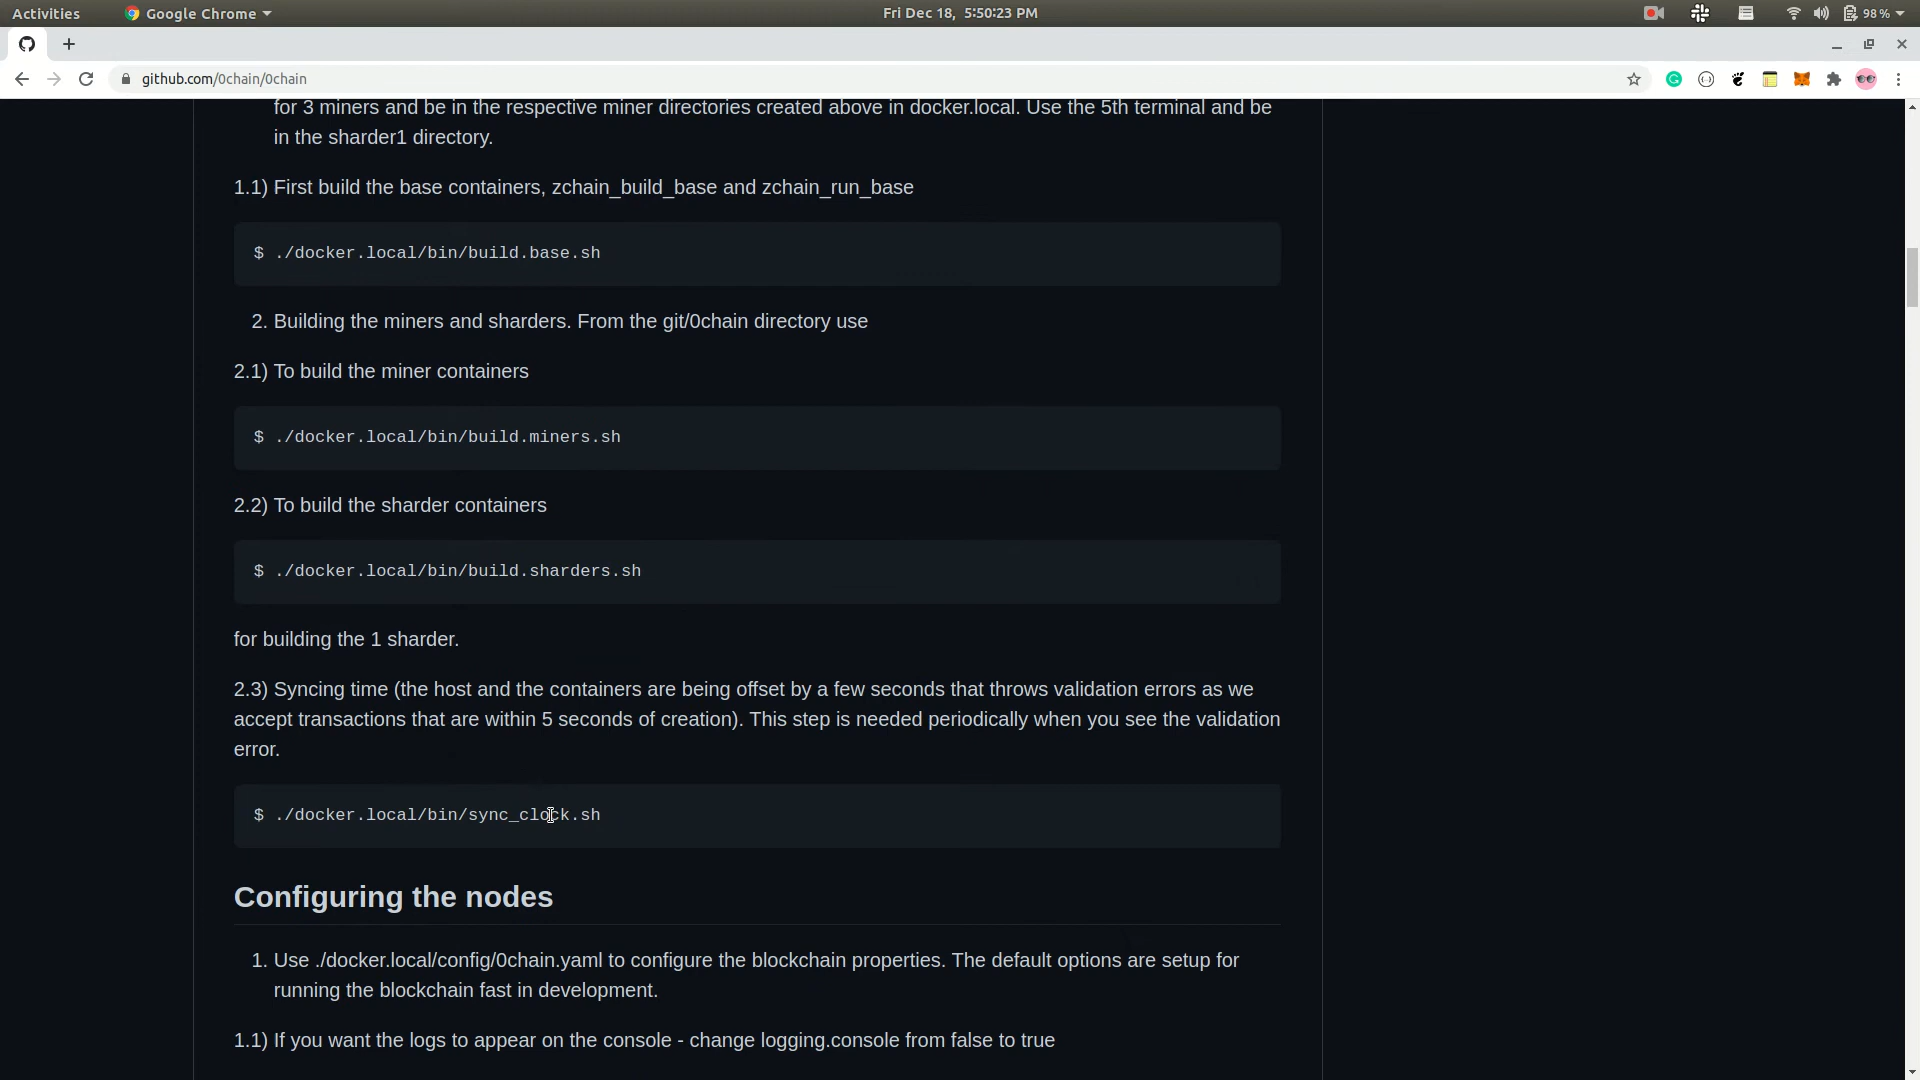 Activities
Google Chrome
Fri Dec 18, 5:50:23 PM
98%
github.com/0chain/0chain
for 3 miners and be in the respective miner directories created above in docker.local. Use the 5th terminal and be
in the sharder1 directory.
1.1) First build the base containers, zchain_build_base and zchain_run_base
$ ./docker.local/bin/build.base.sh
2. Building the miners and sharders. From the git/0chain directory use
2.1) To build the miner containers
$ ./docker.local/bin/build.miners.sh
2.2) To build the sharder containers
$ ./docker.local/bin/build.sharders.sh
for building the 1 sharder.
2.3) Syncing time (the host and the containers are being offset by a few seconds that throws validation errors as we
accept transactions that are within 5 seconds of creation). This step is needed periodically when you see the validation
error.
$ ./docker.local/bin/sync_clock.sh
Configuring the nodes
1. Use ./docker.local/config/0chain.yaml to configure the blockchain properties. The default options are setup for
running the blockchain fast in development.
1.1) If you want the logs to appear on the console - change logging.console from false to true